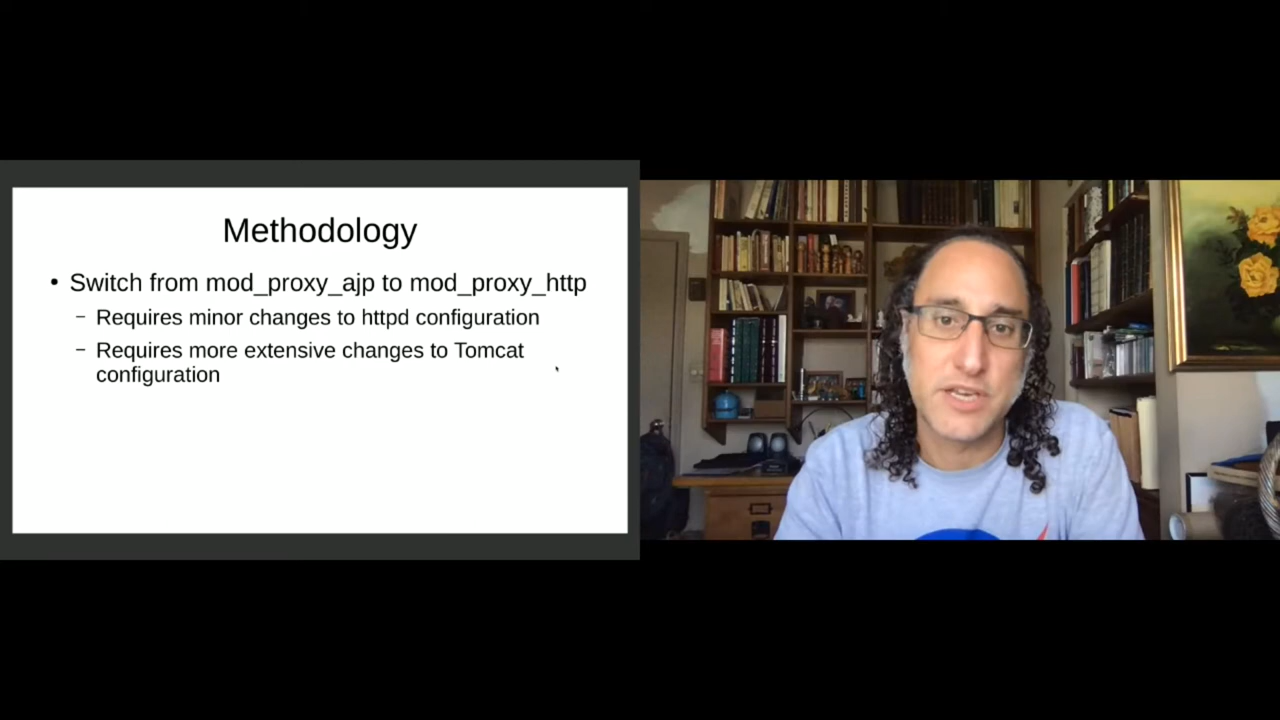 Methodology
• Switch from mod_proxy_ajp to mod_proxy_http
– Requires minor changes to httpd configuration
– Requires more extensive changes to Tomcat
configuration